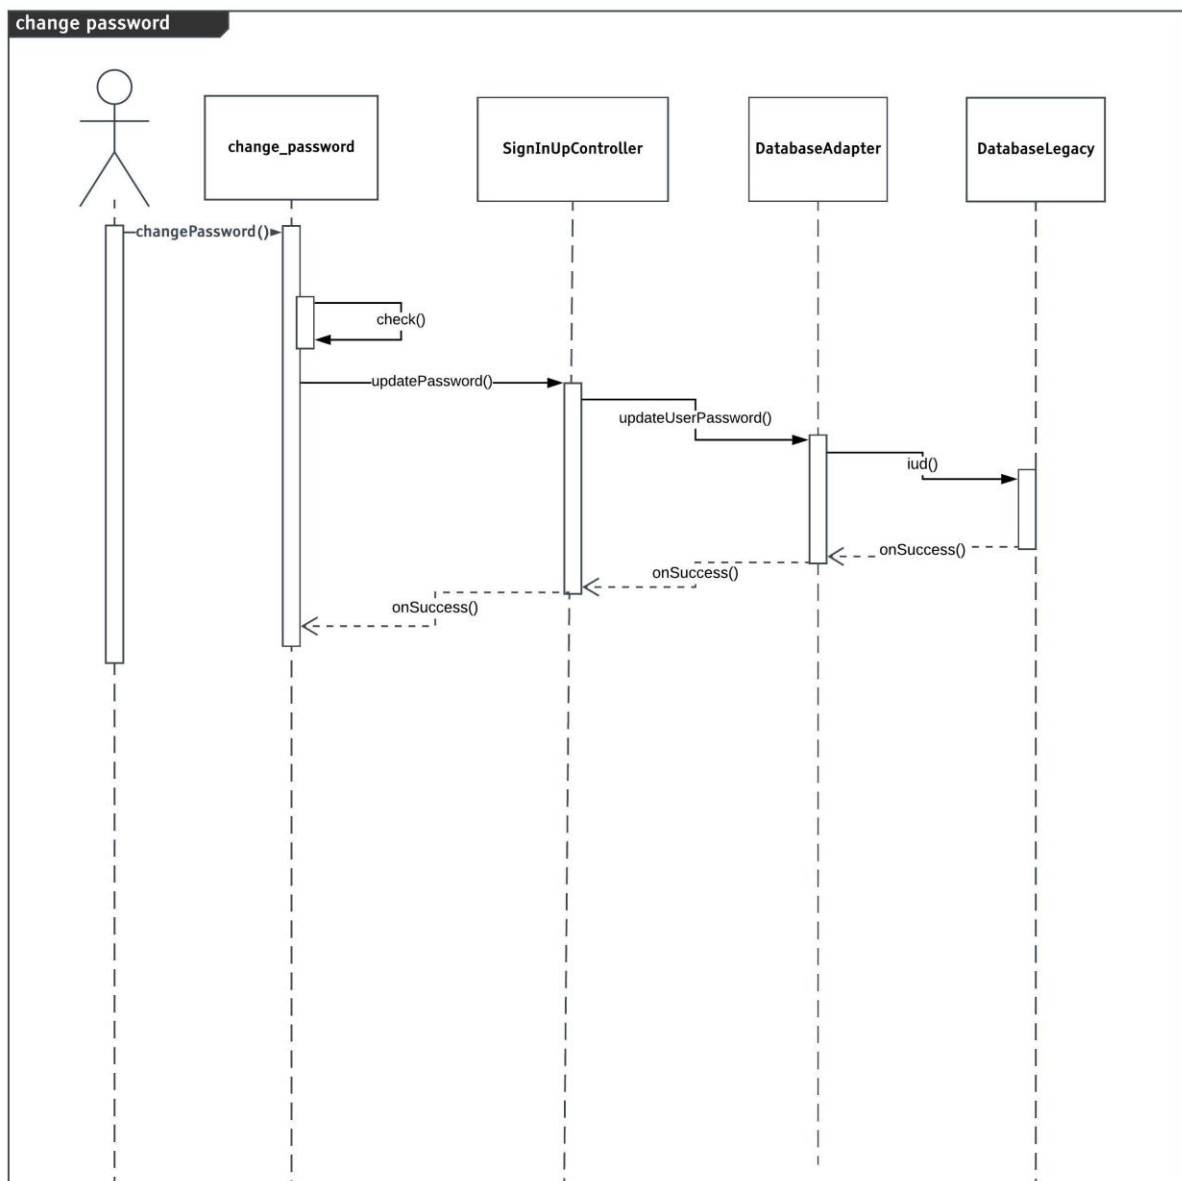 change password
change_password
SignInUpController
DatabaseAdapter
DatabaseLegacy
changePassword()
check()
updatePassword()
updateUserPassword()
iud()
onSuccess()
onSuccess()
onSuccess()